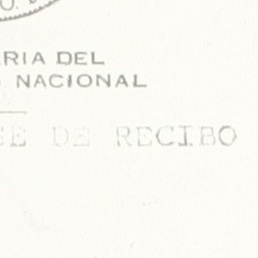 RIA DEL
NACIONAL
SE DE RECIBO